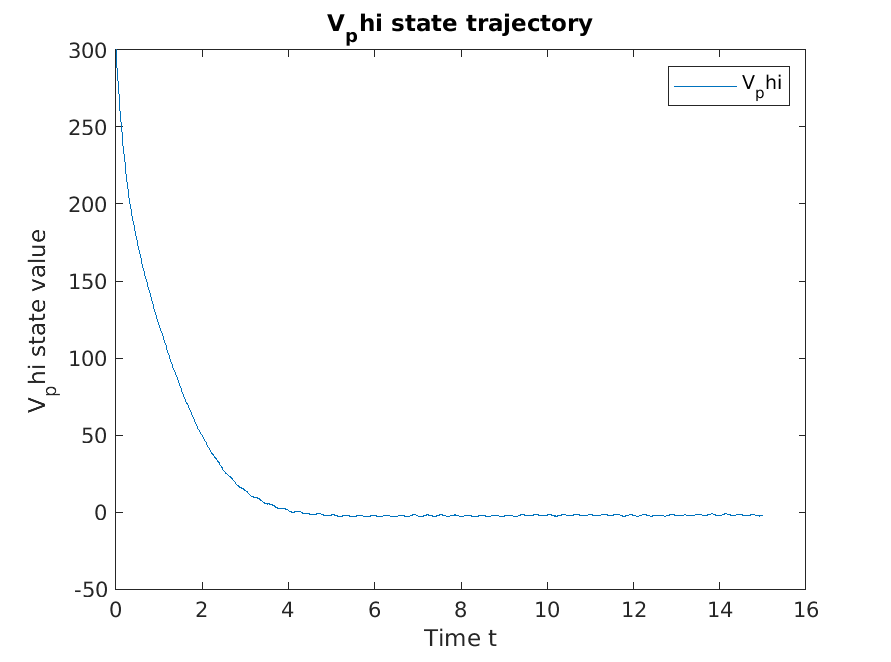 V_phi state trajectory
300
250
200
150
100
50
0
-50
V_phi state value
V_phi
0 2 4 6 8 10 12 14 16
Time t